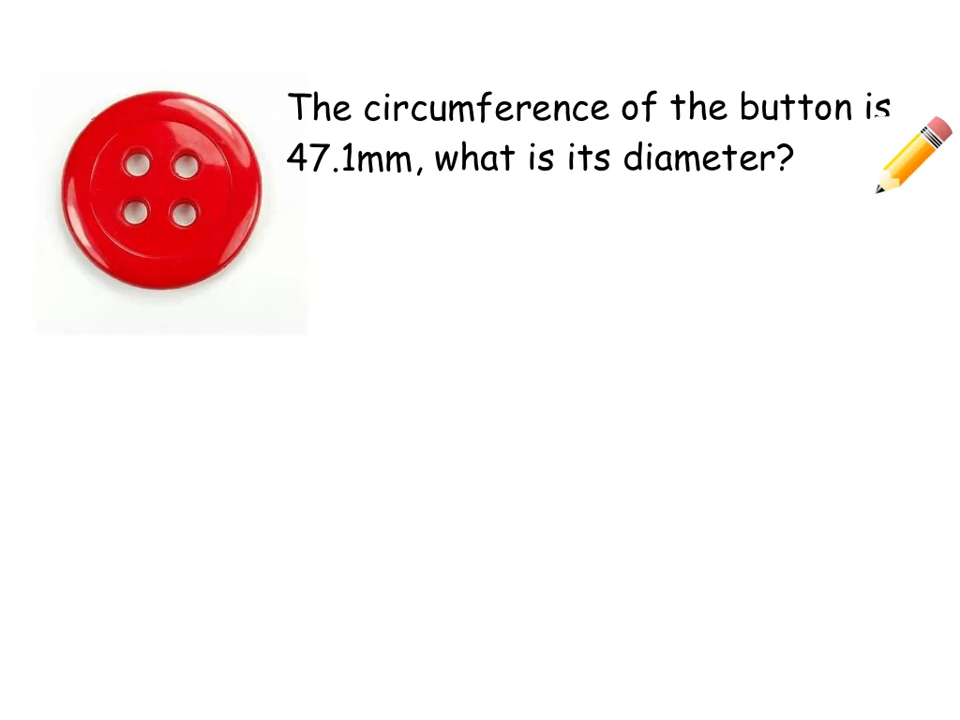 The circumference of the button is
47.1mm, what is its diameter?